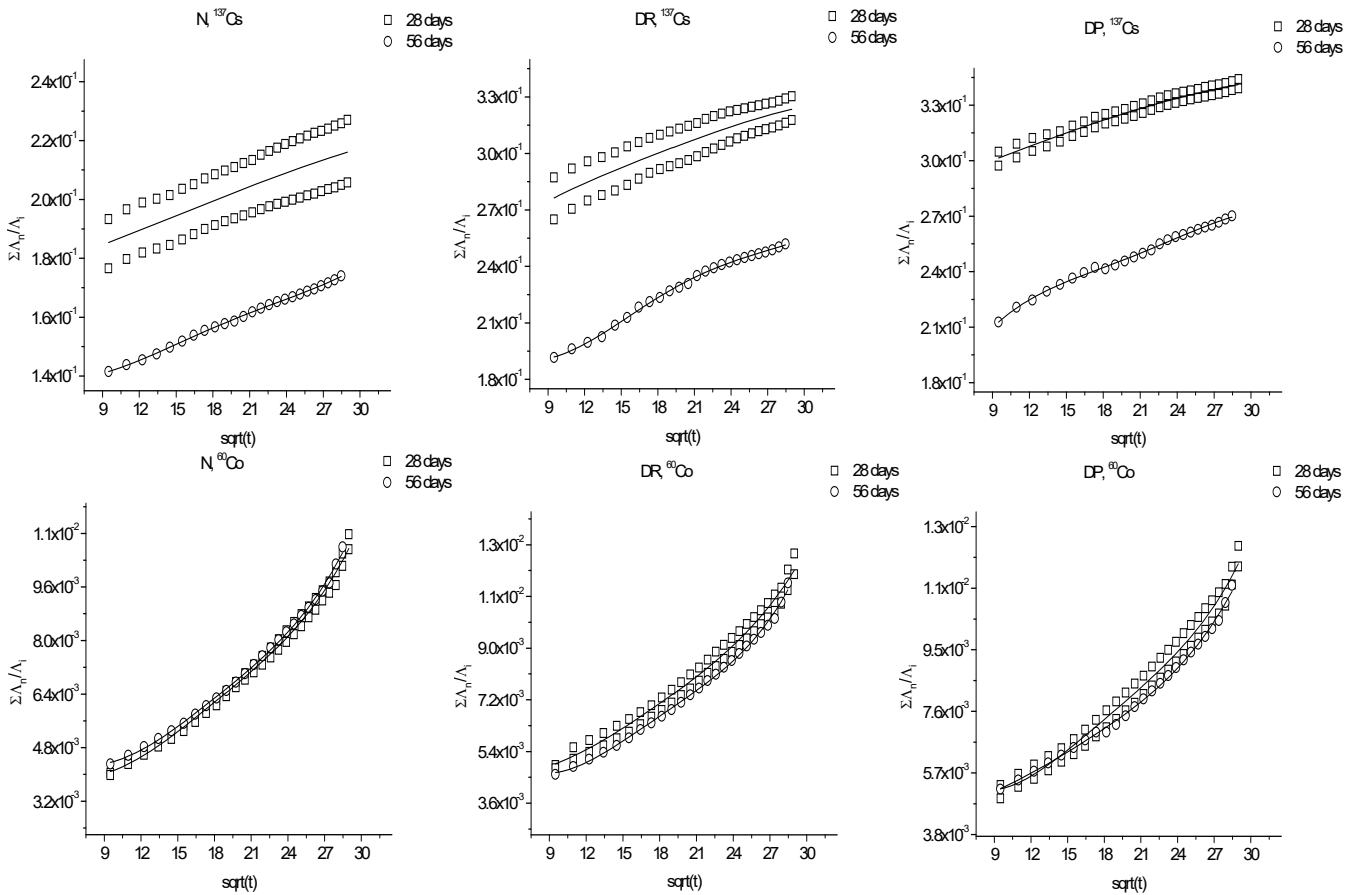 N, ¹³⁷Cs
28 days
56 days
2.4x10⁻¹
2.2x10⁻¹
2.0x10⁻¹
1.8x10⁻¹
1.6x10⁻¹
1.4x10⁻¹
ΣΛₙ/Λᵢ
9 12 15 18 21 24 27 30
sqrt(t)
DR, ¹³⁷Cs
28 days
56 days
3.3x10⁻¹
3.0x10⁻¹
2.7x10⁻¹
2.4x10⁻¹
2.1x10⁻¹
1.8x10⁻¹
ΣΛₙ/Λᵢ
9 12 15 18 21 24 27 30
sqrt(t)
DP, ¹³⁷Cs
28 days
56 days
3.3x10⁻¹
3.0x10⁻¹
2.7x10⁻¹
2.4x10⁻¹
2.1x10⁻¹
1.8x10⁻¹
ΣΛₙ/Λᵢ
9 12 15 18 21 24 27 30
sqrt(t)
N, ⁶⁰Co
28 days
56 days
1.1x10⁻²
9.6x10⁻³
8.0x10⁻³
6.4x10⁻³
4.8x10⁻³
3.2x10⁻³
ΣΛₙ/Λᵢ
9 12 15 18 21 24 27 30
sqrt(t)
DR, ⁶⁰Co
28 days
56 days
1.3x10⁻²
1.1x10⁻²
9.0x10⁻³
7.2x10⁻³
5.4x10⁻³
3.6x10⁻³
ΣΛₙ/Λᵢ
9 12 15 18 21 24 27 30
sqrt(t)
DP, ⁶⁰Co
28 days
56 days
1.3x10⁻²
1.1x10⁻²
9.5x10⁻³
7.6x10⁻³
5.7x10⁻³
3.8x10⁻³
ΣΛₙ/Λᵢ
9 12 15 18 21 24 27 30
sqrt(t)